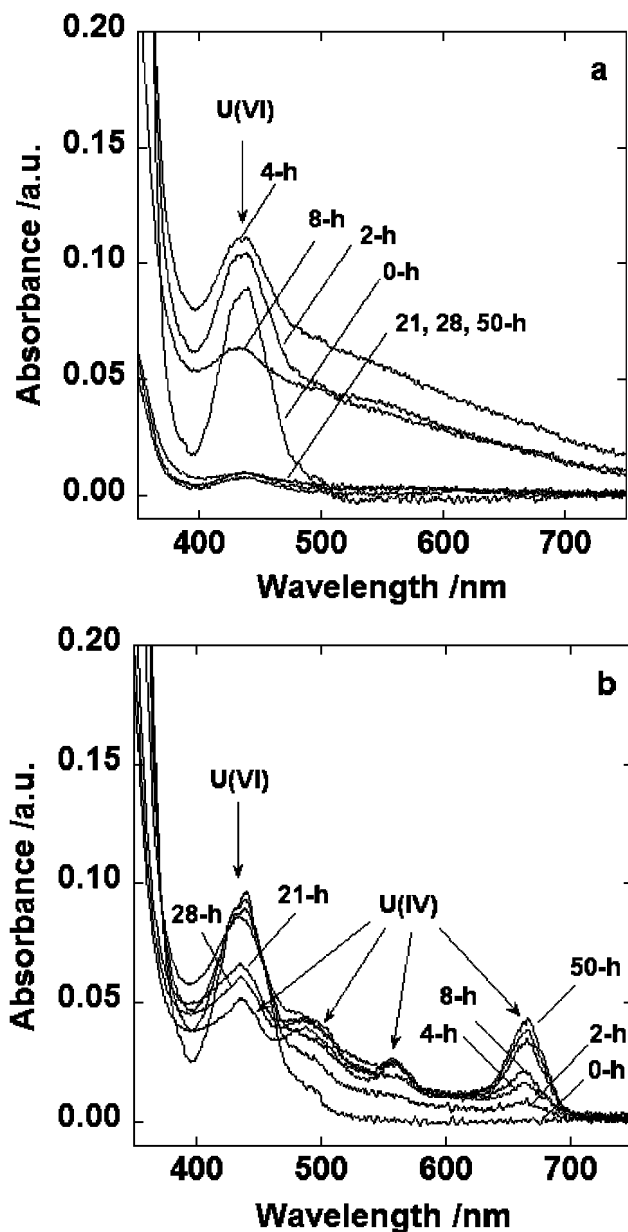 0.20
a
U(VI)
4-h
0.15
8-h
2-h
0-h
0.10
21, 28, 50-h
0.05
0.00
Absorbance /a.u.
400 500 600 700
Wavelength /nm
0.20
b
0.15
U(VI)
21-h
0.10
28-h
U(IV)
50-h
8-h
0.05
4-h
2-h
0-h
0.00
Absorbance /a.u.
400 500 600 700
Wavelength /nm